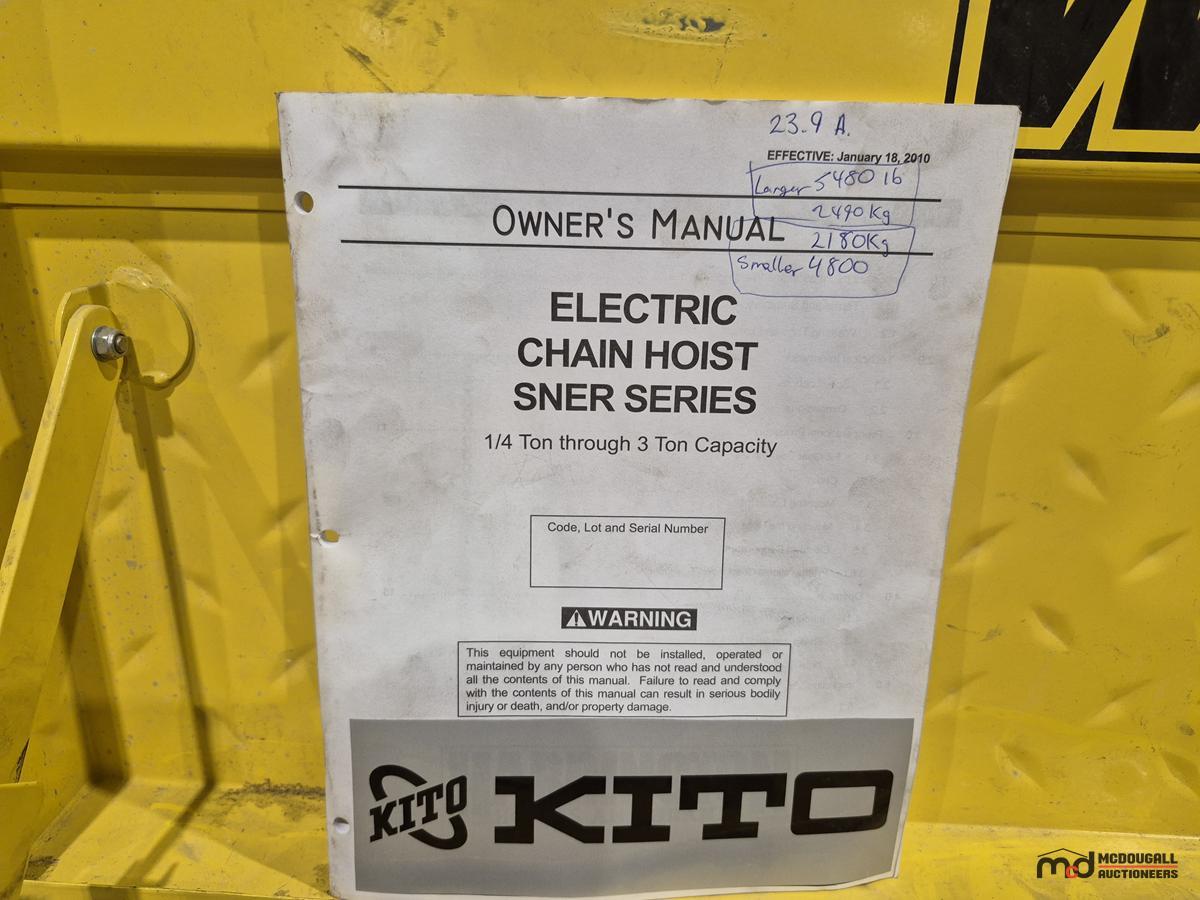 23.9 A.
EFFECTIVE: January 18, 2010
Larger 5480 lb
2490 Kg
OWNER'S MANUAL
2180 Kg
Smaller 4800
ELECTRIC
CHAIN HOIST
SNER SERIES
1/4 Ton through 3 Ton Capacity
Code, Lot and Serial Number
WARNING
This equipment should not be installed, operated or
maintained by any person who has not read and understood
all the contents of this manual. Failure to read and comply
with the contents of this manual can result in serious bodily
injury or death, and/or property damage.
KITO KITO
mcd MCDOUGALL
AUCTIONEERS